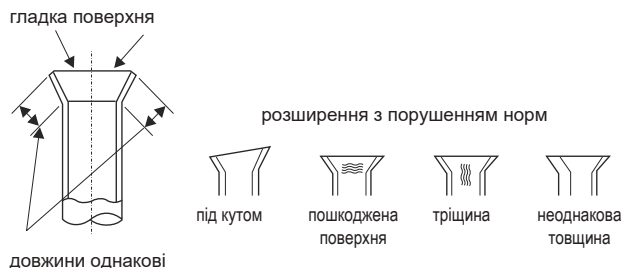 гладка поверхня
розширення з порушенням норм
під кутом
пошкоджена
поверхня
тріщина
неоднакова
товщина
довжини однакові